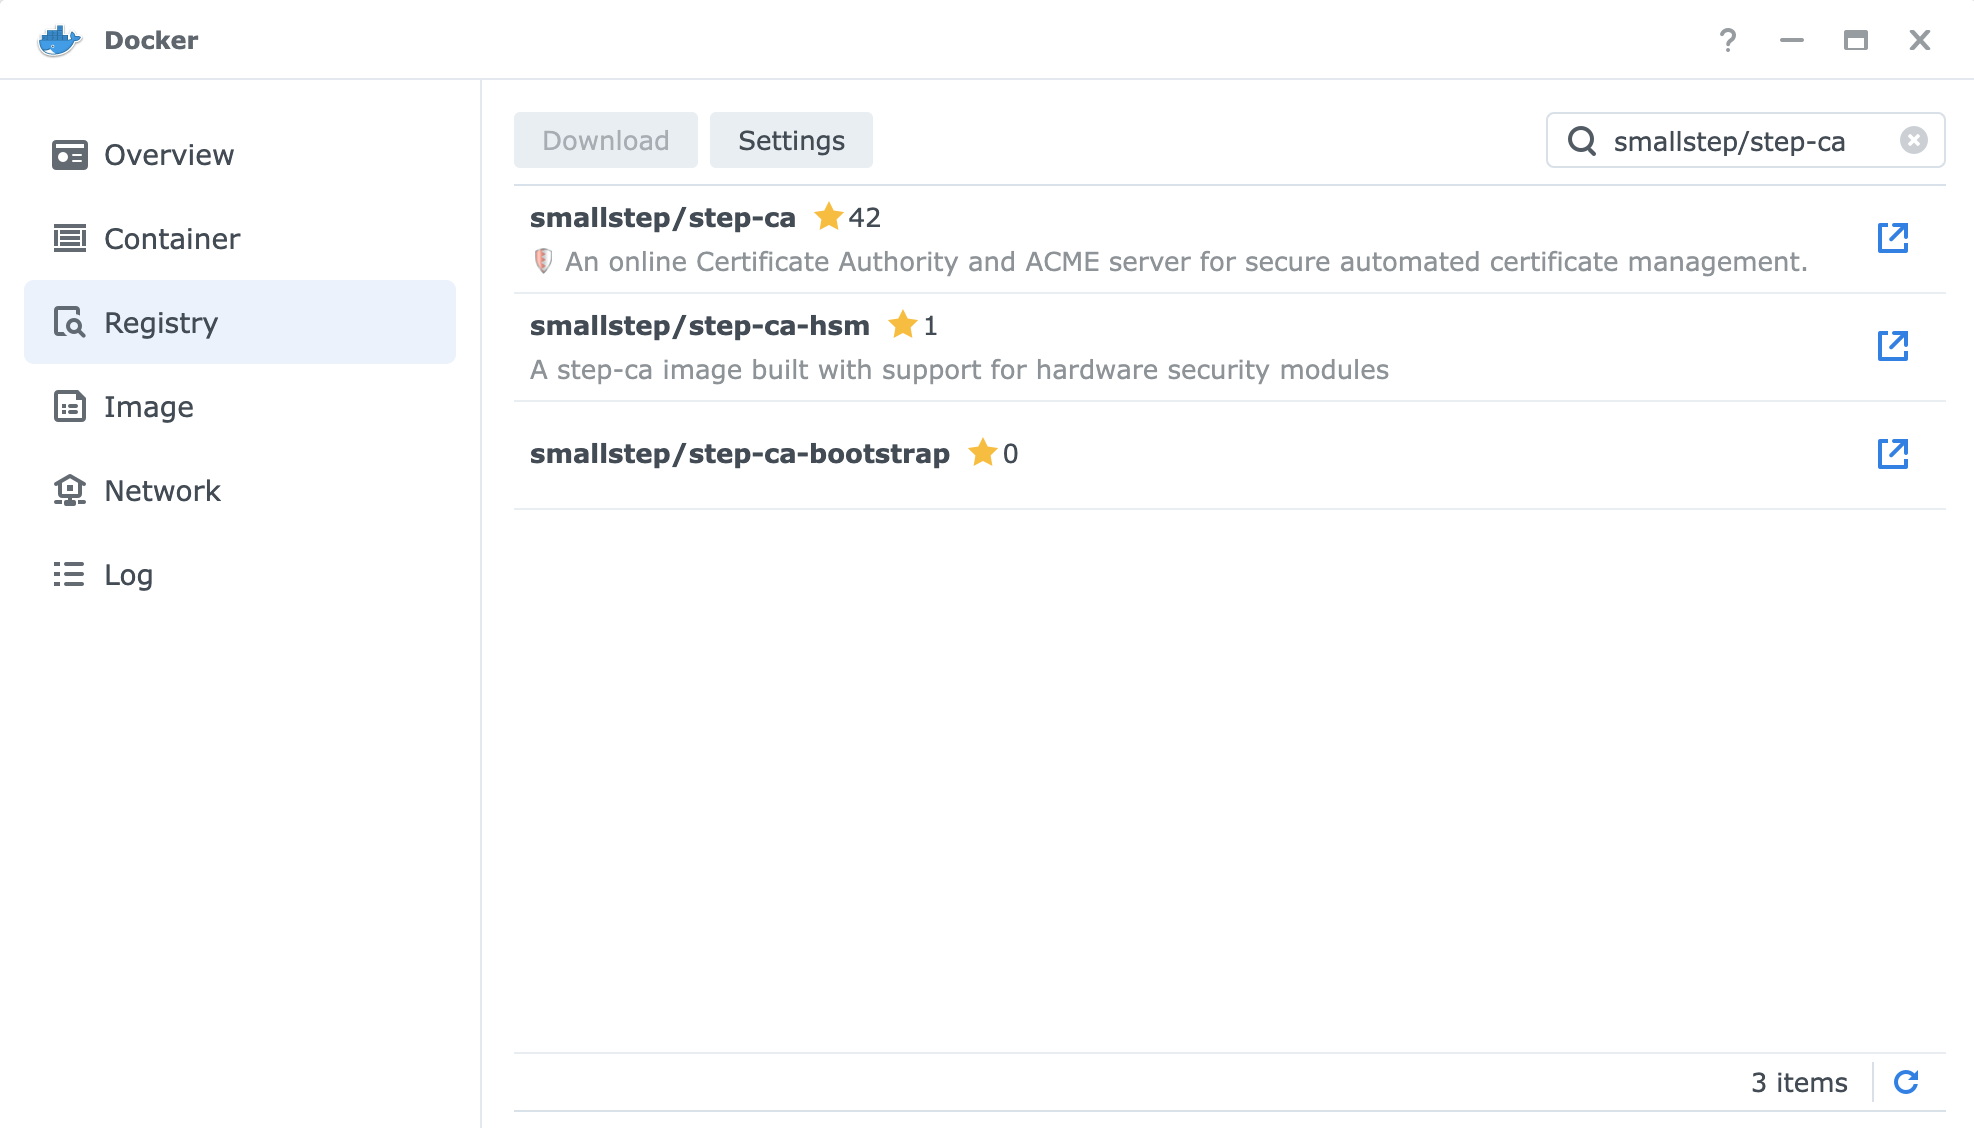 Docker
Overview
Container
Registry
Image
Network
Log
Download Settings
smallstep/step-ca
smallstep/step-ca 42
An online Certificate Authority and ACME server for secure automated certificate management.
smallstep/step-ca-hsm 1
A step-ca image built with support for hardware security modules
smallstep/step-ca-bootstrap 0
3 items